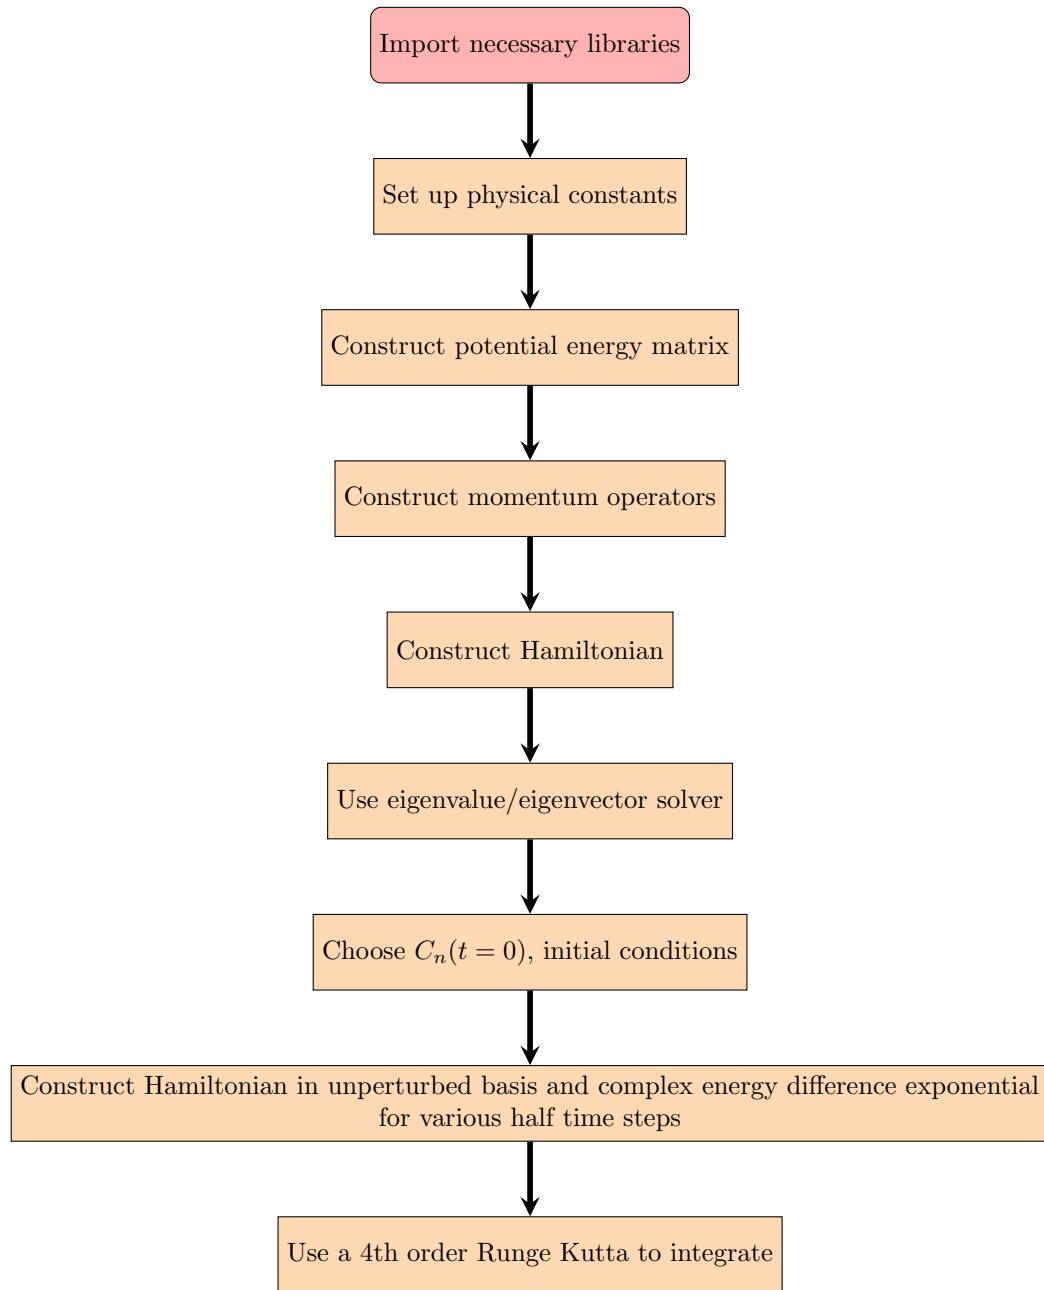 Import necessary libraries
Set up physical constants
Construct potential energy matrix
Construct momentum operators
Construct Hamiltonian
Use eigenvalue/eigenvector solver
Choose $C_n(t = 0)$, initial conditions
Construct Hamiltonian in unperturbed basis and complex energy difference exponential
for various half time steps
Use a 4th order Runge Kutta to integrate